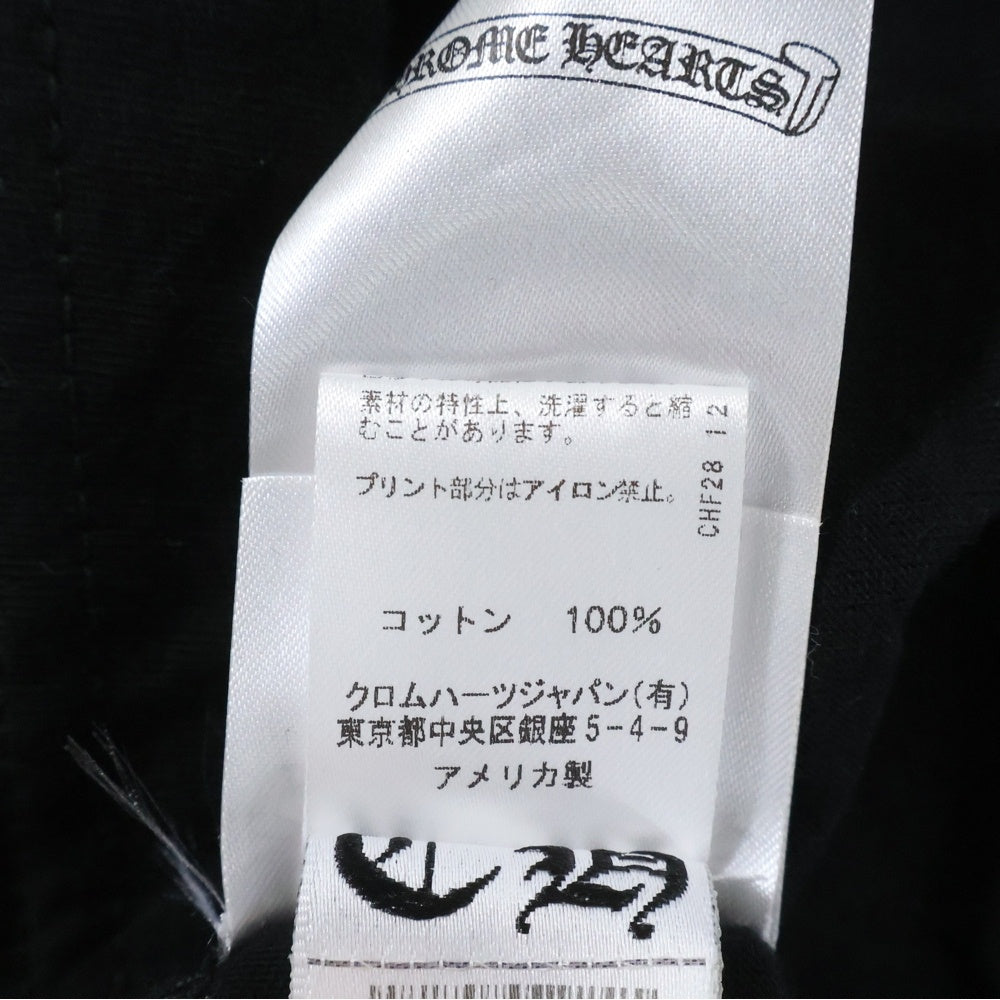 CHROME HEARTS
素材の特性上、洗濯すると縮
むことがあります。
プリント部分はアイロン禁止。
CHF28 12
コットン 100%
クロムハーツジャパン(有)
東京都中央区銀座5-4-9
アメリカ製